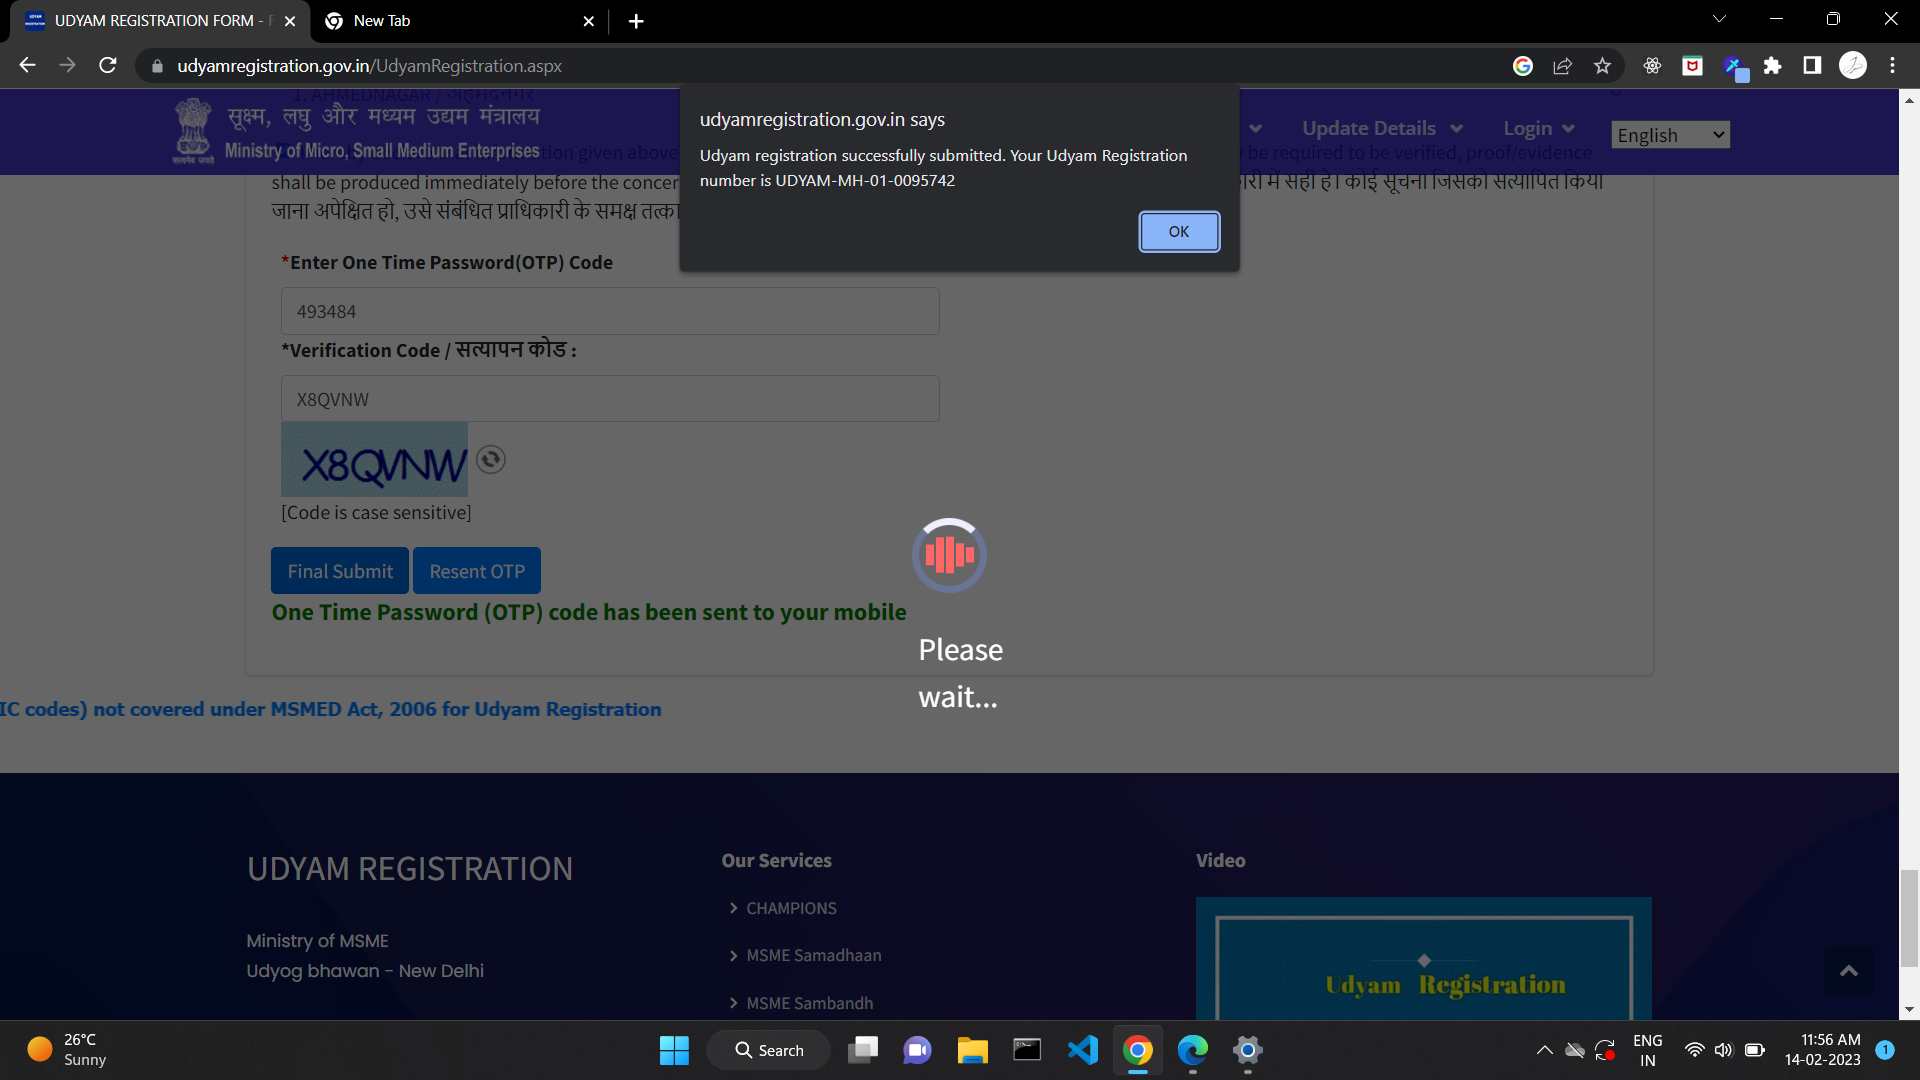 UDYAM REGISTRATION FORM - F
New Tab
udyamregistration.gov.in/UdyamRegistration.aspx
1. AHMEDNAGAR / अहमदनगर
सूक्ष्म, लघु और मध्यम उद्यम मंत्रालय
Ministry of Micro, Small Medium Enterprises
Update Details
Login
English
udyamregistration.gov.in says
Udyam registration successfully submitted. Your Udyam Registration
number is UDYAM-MH-01-0095742
OK
given above
be required to be verified, proof/evidence
shall be produced immediately before the concer
में सही है। कोई सूचना जिसको सत्यापित किया
जाना अपेक्षित हो, उसे संबंधित प्राधिकारी के समक्ष तत्का
*Enter One Time Password(OTP) Code
493484
*Verification Code / सत्यापन कोड :
X8QVNW
X8QVNW
[Code is case sensitive]
Final Submit
Resent OTP
One Time Password (OTP) code has been sent to your mobile
Please
wait...
IC codes) not covered under MSMED Act, 2006 for Udyam Registration
UDYAM REGISTRATION
Ministry of MSME
Udyog bhawan - New Delhi
Our Services
CHAMPIONS
MSME Samadhaan
MSME Sambandh
Video
Udyam Registration
26°C
Sunny
Search
ENG
IN
11:56 AM
14-02-2023
1